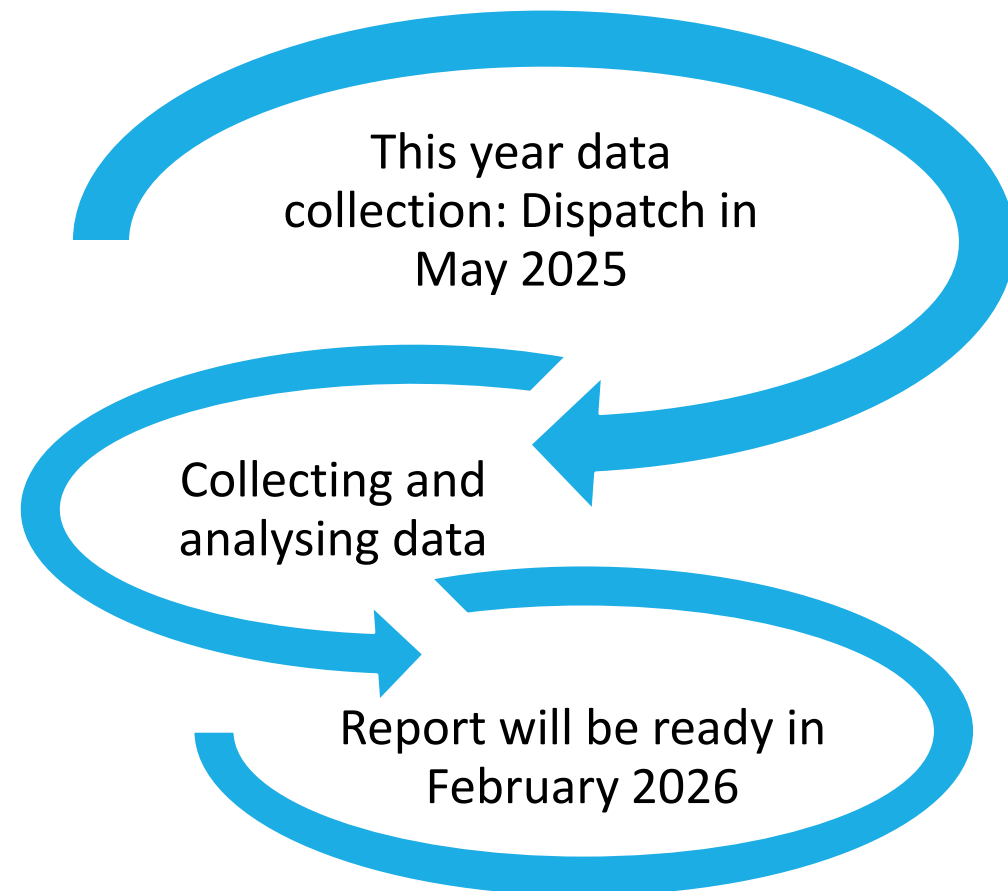 This year data
collection: Dispatch in
May 2025
Collecting and
analysing data
Report will be ready in
February 2026